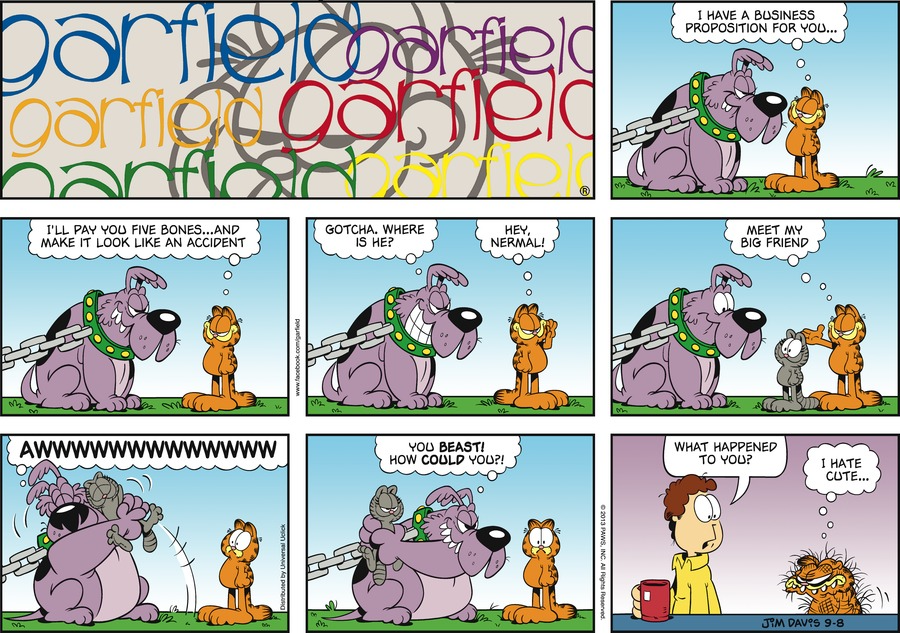 garfield garfield
garfield garfield
garfield garfield
®
I HAVE A BUSINESS
PROPOSITION FOR YOU...
I'LL PAY YOU FIVE BONES...AND
MAKE IT LOOK LIKE AN ACCIDENT
www.facebook.com/garfield
GOTCHA. WHERE
IS HE?
HEY,
NERMAL!
MEET MY
BIG FRIEND
AWWWWWWWWWWWWWW
Distributed by Universal Uclick
YOU BEAST!
HOW COULD YOU?!
© 2013 PAWS, INC. All Rights Reserved.
WHAT HAPPENED
TO YOU?
I HATE
CUTE...
JIM DAVIS 9-8